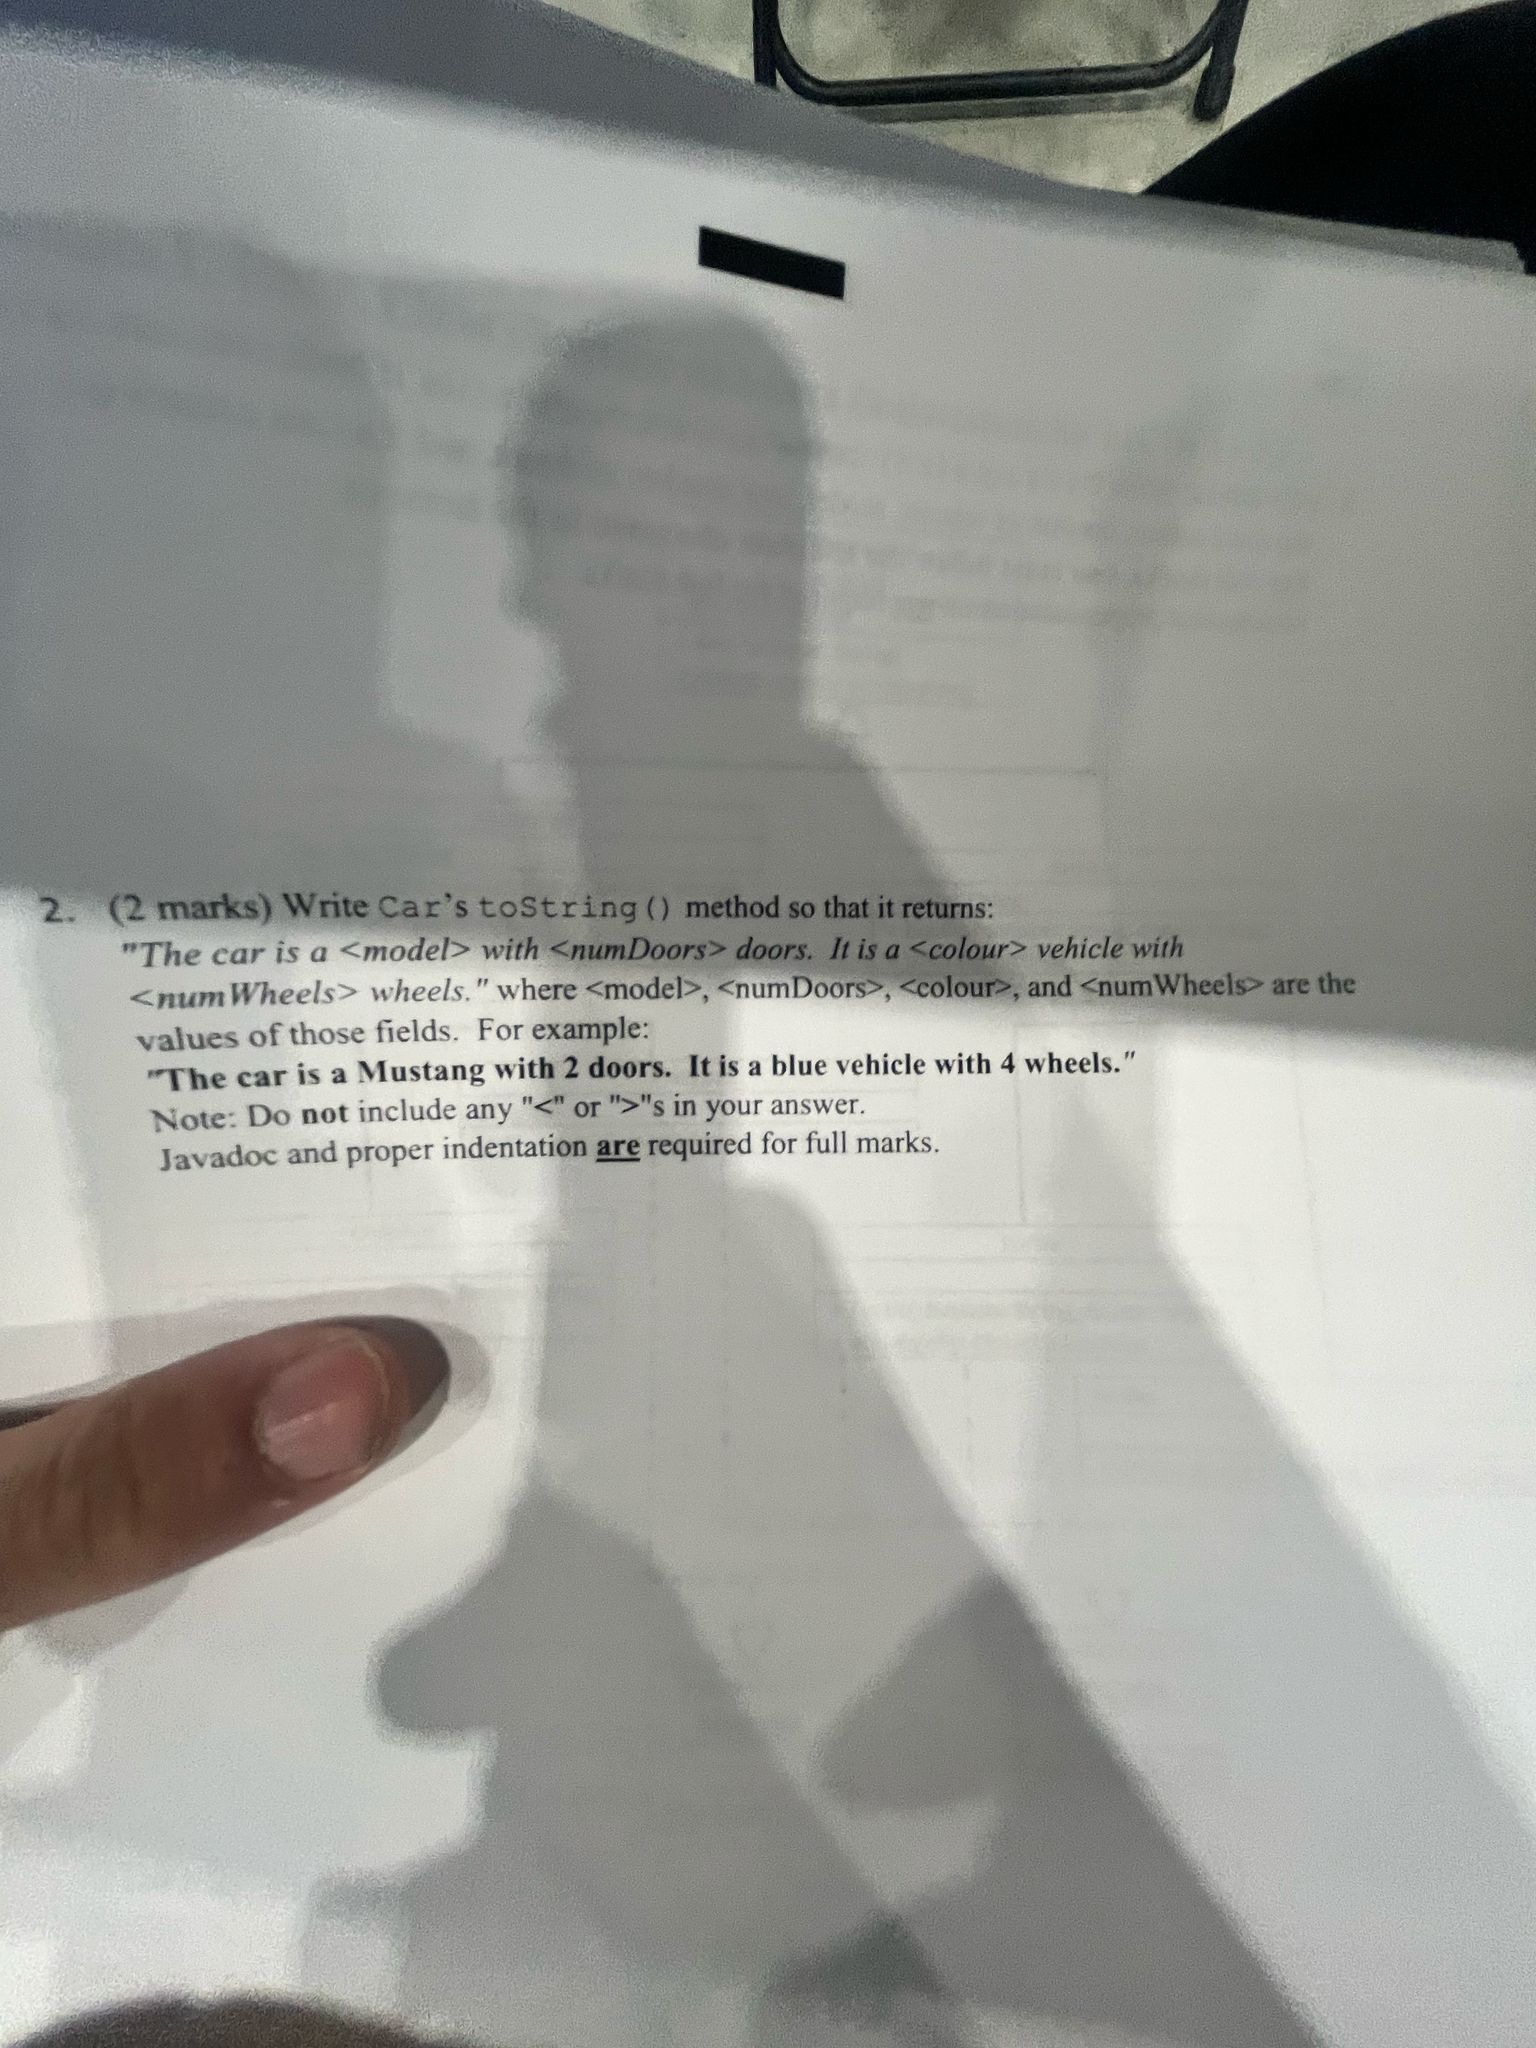 2. (2 marks) Write Car's toString() method so that it returns:
"The car is a <model> with <numDoors> doors. It is a <colour> vehicle with
<numWheels> wheels." where <model>, <numDoors>, <colour>, and <numWheels> are the
values of those fields. For example:
"The car is a Mustang with 2 doors. It is a blue vehicle with 4 wheels."
Note: Do not include any "<" or ">"s in your answer.
Javadoc and proper indentation are required for full marks.